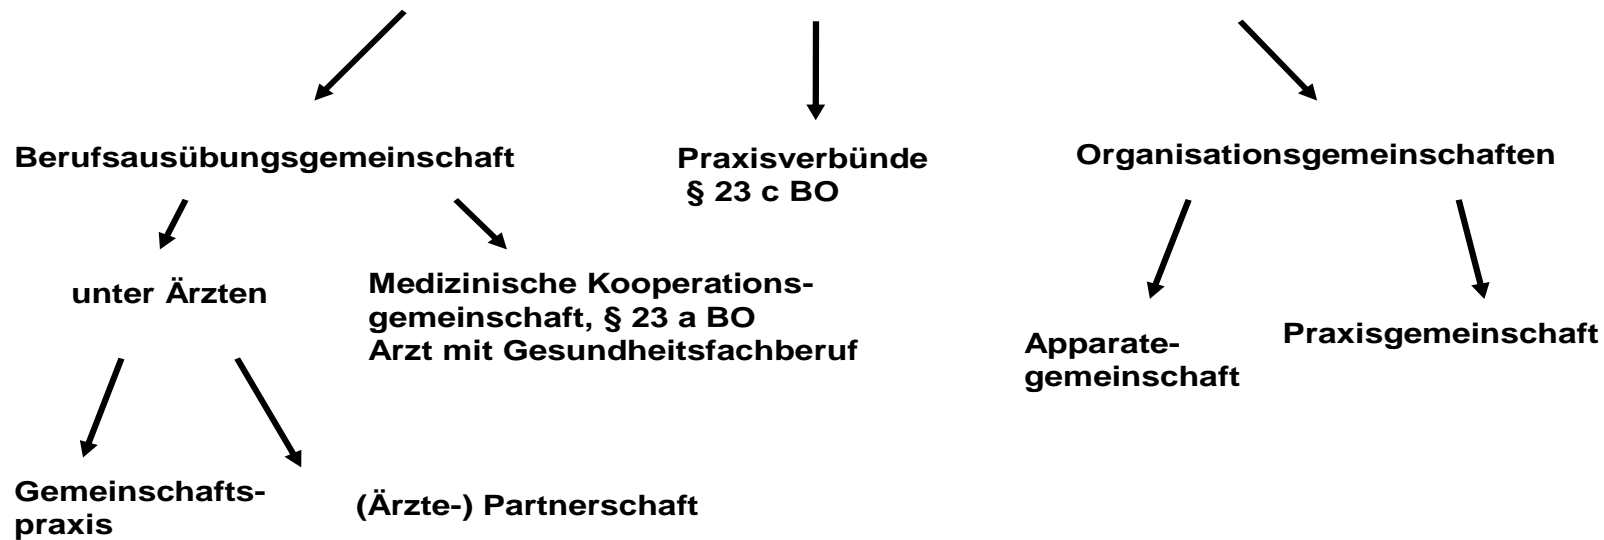 Berufsausübungsgemeinschaft
Praxisverbünde
§ 23 c BO
Organisationsgemeinschaften
unter Ärzten
Medizinische Kooperations-
gemeinschaft, § 23 a BO
Arzt mit Gesundheitsfachberuf
Apparate-
gemeinschaft
Praxisgemeinschaft
Gemeinschafts-
praxis
(Ärzte-) Partnerschaft